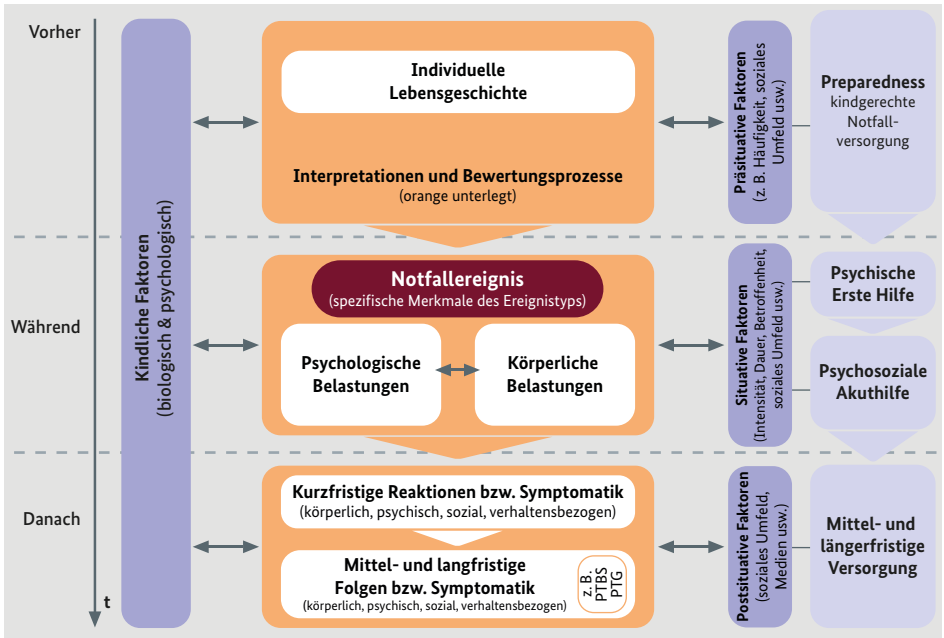 Vorher
Während
Danach
t
Kindliche Faktoren
(biologisch & psychologisch)
Individuelle
Lebensgeschichte
Interpretationen und Bewertungsprozesse
(orange unterlegt)
Präsituative Faktoren
(z. B. Häufigkeit, soziales
Umfeld usw.)
Preparedness
kindgerechte
Notfall-
versorgung
Notfallereignis
(spezifische Merkmale des Ereignistyps)
Psychologische
Belastungen
Körperliche
Belastungen
Situative Faktoren
(Intensität, Dauer, Betroffenheit,
soziales Umfeld usw.)
Psychische
Erste Hilfe
Psychosoziale
Akuthilfe
Kurzfristige Reaktionen bzw. Symptomatik
(körperlich, psychisch, sozial, verhaltensbezogen)
Mittel- und langfristige
Folgen bzw. Symptomatik
(körperlich, psychisch, sozial, verhaltensbezogen)
z. B.
PTBS
PTG
Postsituative Faktoren
(soziales Umfeld,
Medien usw.)
Mittel- und
längerfristige
Versorgung